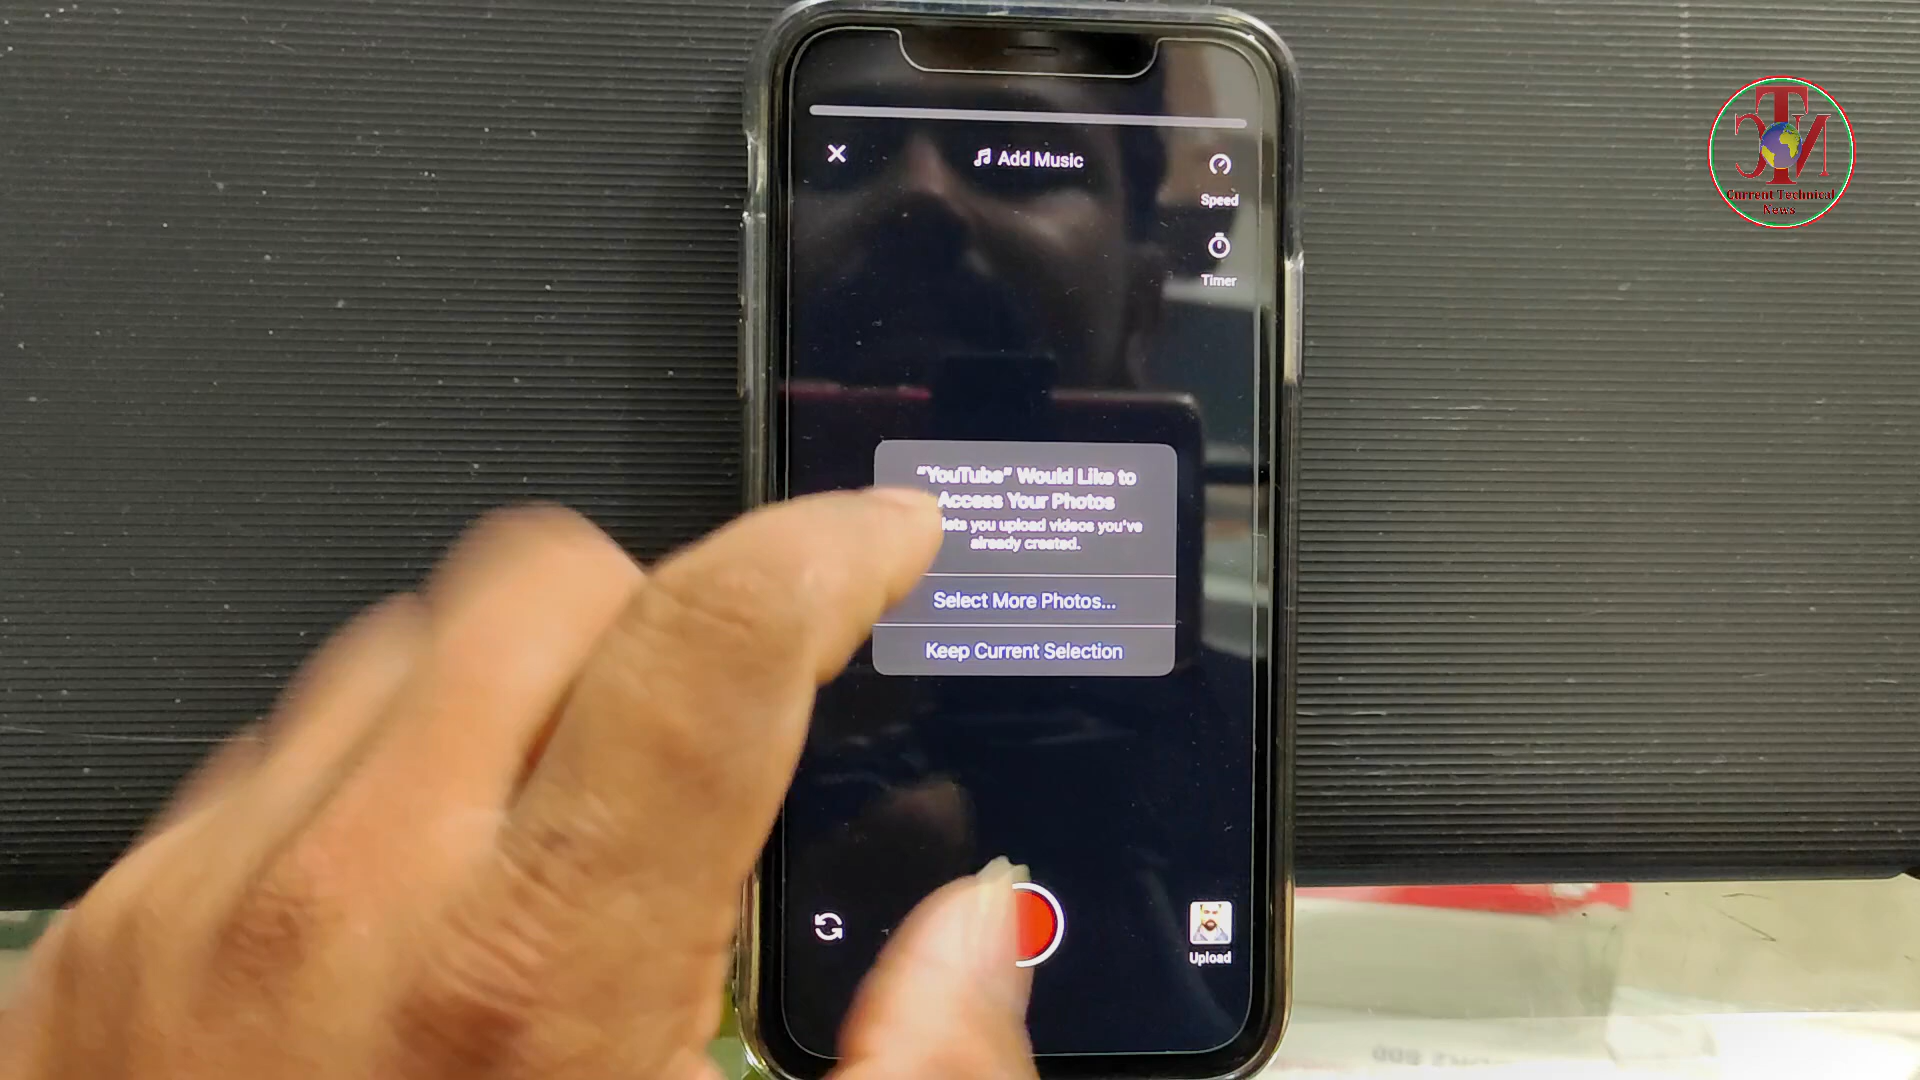 Add Music
Speed
Timer
"YouTube" Would Like to
Access Your Photos
lets you upload videos you've
already created.
Select More Photos...
Keep Current Selection
Upload
CTN
Current Technical
News